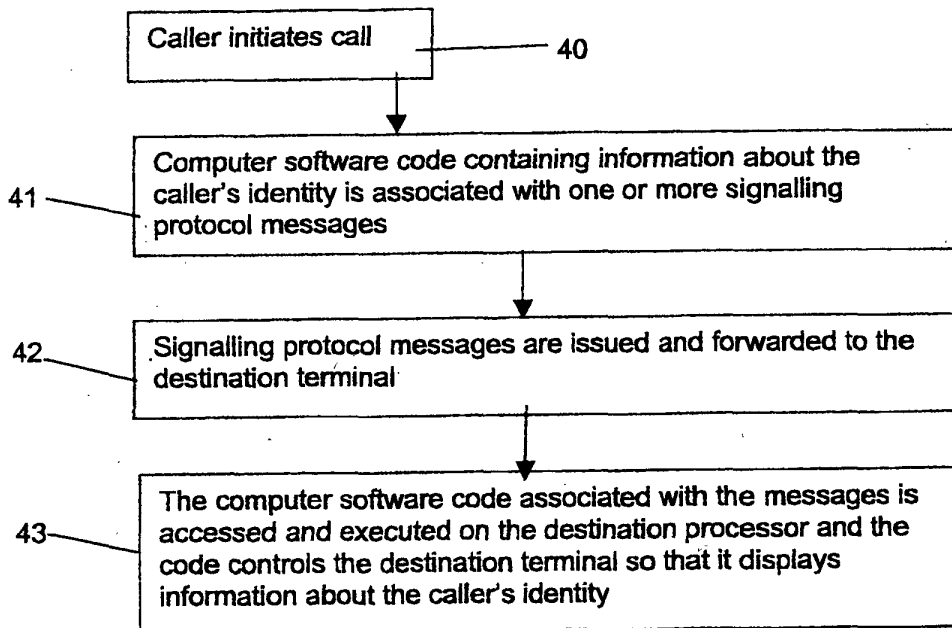 Caller initiates call
40
Computer software code containing information about the
caller's identity is associated with one or more signalling
protocol messages
41
Signalling protocol messages are issued and forwarded to the
destination terminal
42
The computer software code associated with the messages is
accessed and executed on the destination processor and the
code controls the destination terminal so that it displays
information about the caller's identity
43